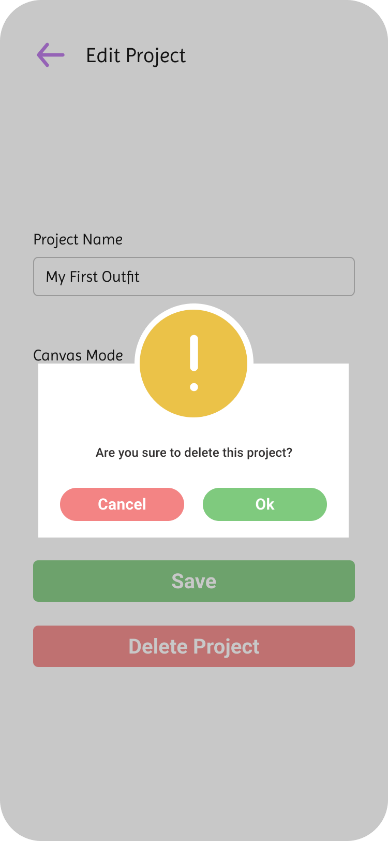 Edit Project
Project Name
My First Outfit
Canvas Mode
!
Are you sure to delete this project?
Cancel Ok
Save
Delete Project